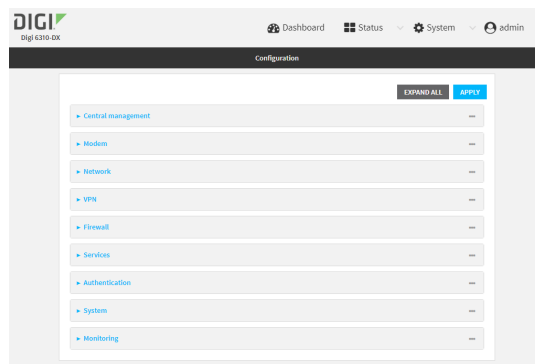 DIGI
Digi 6310-DX
Dashboard Status System admin
Configuration
EXPAND ALL APPLY
Central management
Modem
Network
VPN
Firewall
Services
Authentication
System
Monitoring